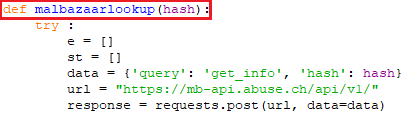 def malbazaarlookup(hash):
    try :
        e = []
        st = []
        data = {'query': 'get_info', 'hash': hash}
        url = "https://mb-api.abuse.ch/api/v1/"
        response = requests.post(url, data=data)